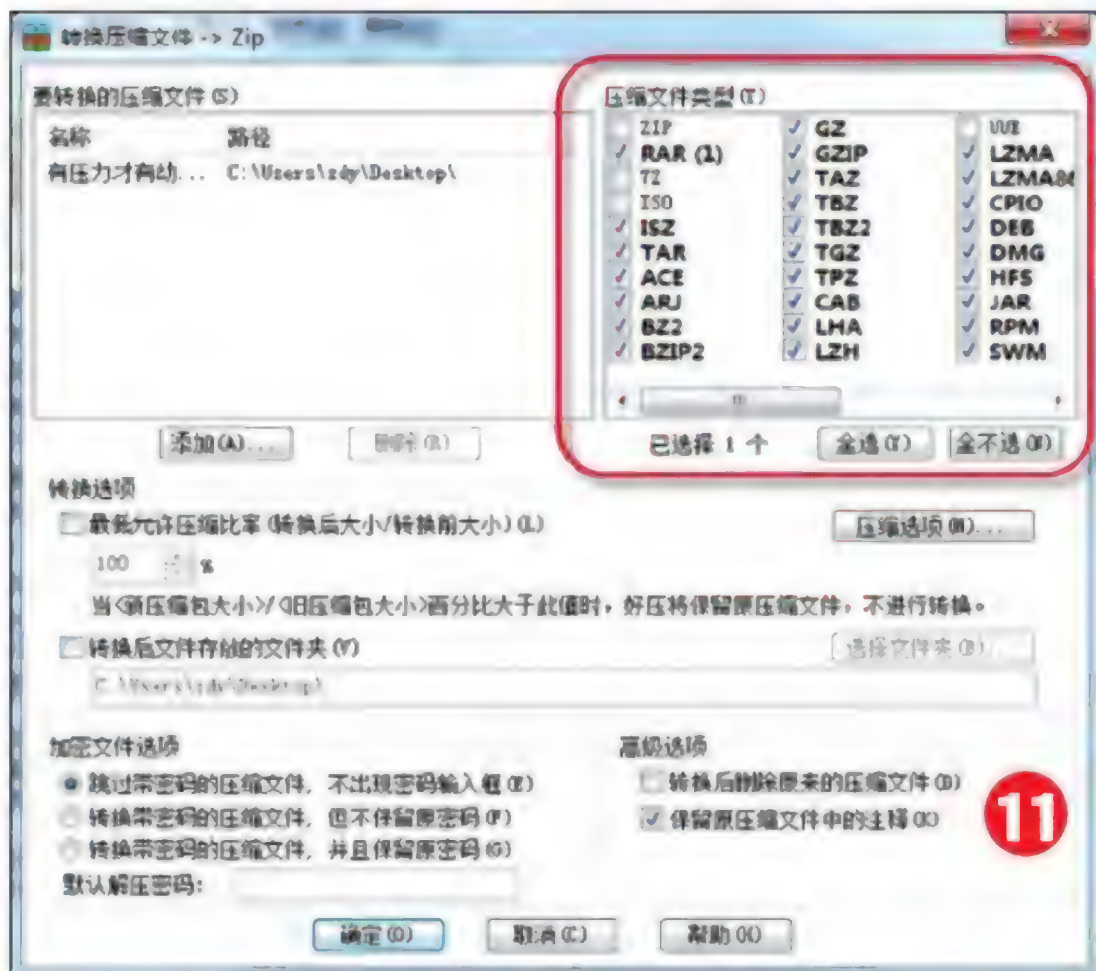 转换压缩文件 -> Zip
要转换的压缩文件(S)
名称 路径
有压力才有动... C:\Users\zdy\Desktop\
添加(A)... 删除(R)
压缩文件类型(T)
ZIP GZ
RAR (1) GZIP LZMA
7Z TAZ LZMA86
ISO TBZ CPIO
ISZ TBZ2 DEB
TAR TGZ DMG
ACE TPZ HFS
ARJ CAB JAR
BZ2 LHA RPM
BZIP2 LZH SWM
已选择 1 个 全选(Y) 全不选(N)
转换选项
最低允许压缩比率(转换后大小/转换前大小)(L) 压缩选项
100 %
当<新压缩包大小>/<旧压缩包大小>百分比大于此值时，好压将保留原压缩文件，不进行转换。
转换后文件存放的文件夹(V) 选择文件夹(B)...
C:\Users\zdy\Desktop\
加密文件选项
跳过带密码的压缩文件，不出现密码输入框(E)
转换带密码的压缩文件，但不保留原密码(F)
转换带密码的压缩文件，并且保留原密码(G)
默认解压密码:
高级选项
转换后删除原来的压缩文件(D)
保留原压缩文件中的注释(K)
11
确定(O) 取消(C) 帮助(H)